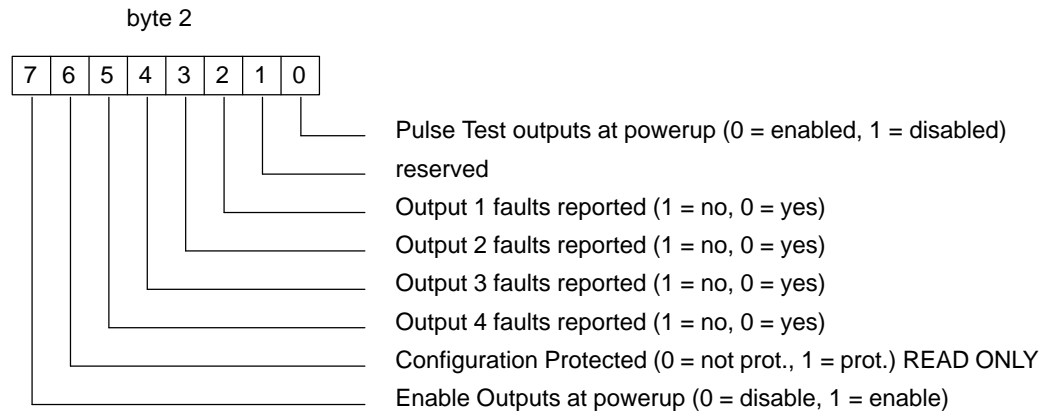 byte 2
7 6 5 4 3 2 1 0
Pulse Test outputs at powerup (0 = enabled, 1 = disabled)
reserved
Output 1 faults reported (1 = no, 0 = yes)
Output 2 faults reported (1 = no, 0 = yes)
Output 3 faults reported (1 = no, 0 = yes)
Output 4 faults reported (1 = no, 0 = yes)
Configuration Protected (0 = not prot., 1 = prot.) READ ONLY
Enable Outputs at powerup (0 = disable, 1 = enable)